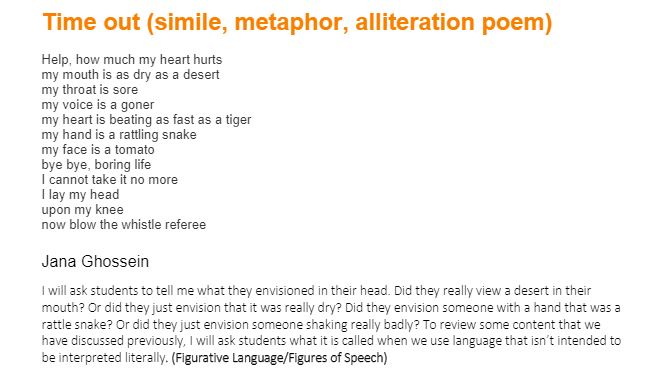 Time out (simile, metaphor, alliteration poem)
Help, how much my heart hurts
my mouth is as dry as a desert
my throat is sore
my voice is a goner
my heart is beating as fast as a tiger
my hand is a rattling snake
my face is a tomato
bye bye, boring life
I cannot take it no more
I lay my head
upon my knee
now blow the whistle referee
Jana Ghossein
I will ask students to tell me what they envisioned in their head. Did they really view a desert in their
mouth? Or did they just envision that it was really dry? Did they envision someone with a hand that was a
rattle snake? Or did they just envision someone shaking really badly? To review some content that we
have discussed previously, I will ask students what it is called when we use language that isn't intended to
be interpreted literally. (Figurative Language/Figures of Speech)